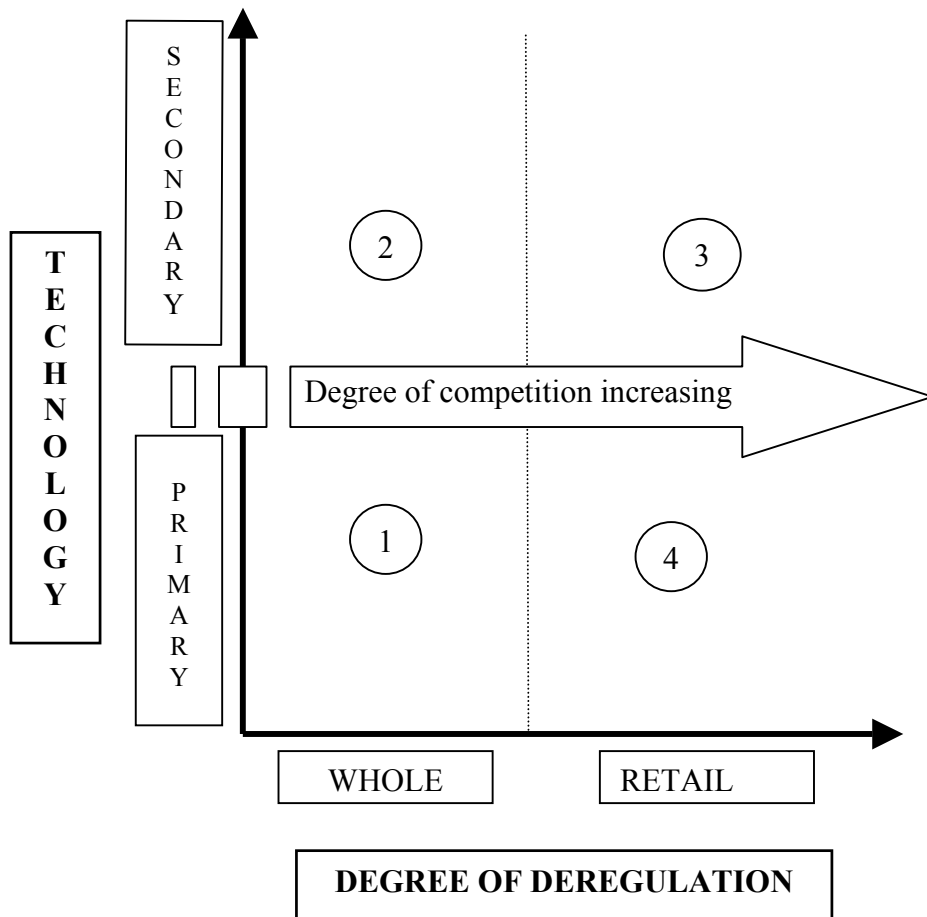 SECONDARY
TECHNOLOGY
2
3
Degree of competition increasing
PRIMARY
1
4
WHOLE
RETAIL
DEGREE OF DEREGULATION